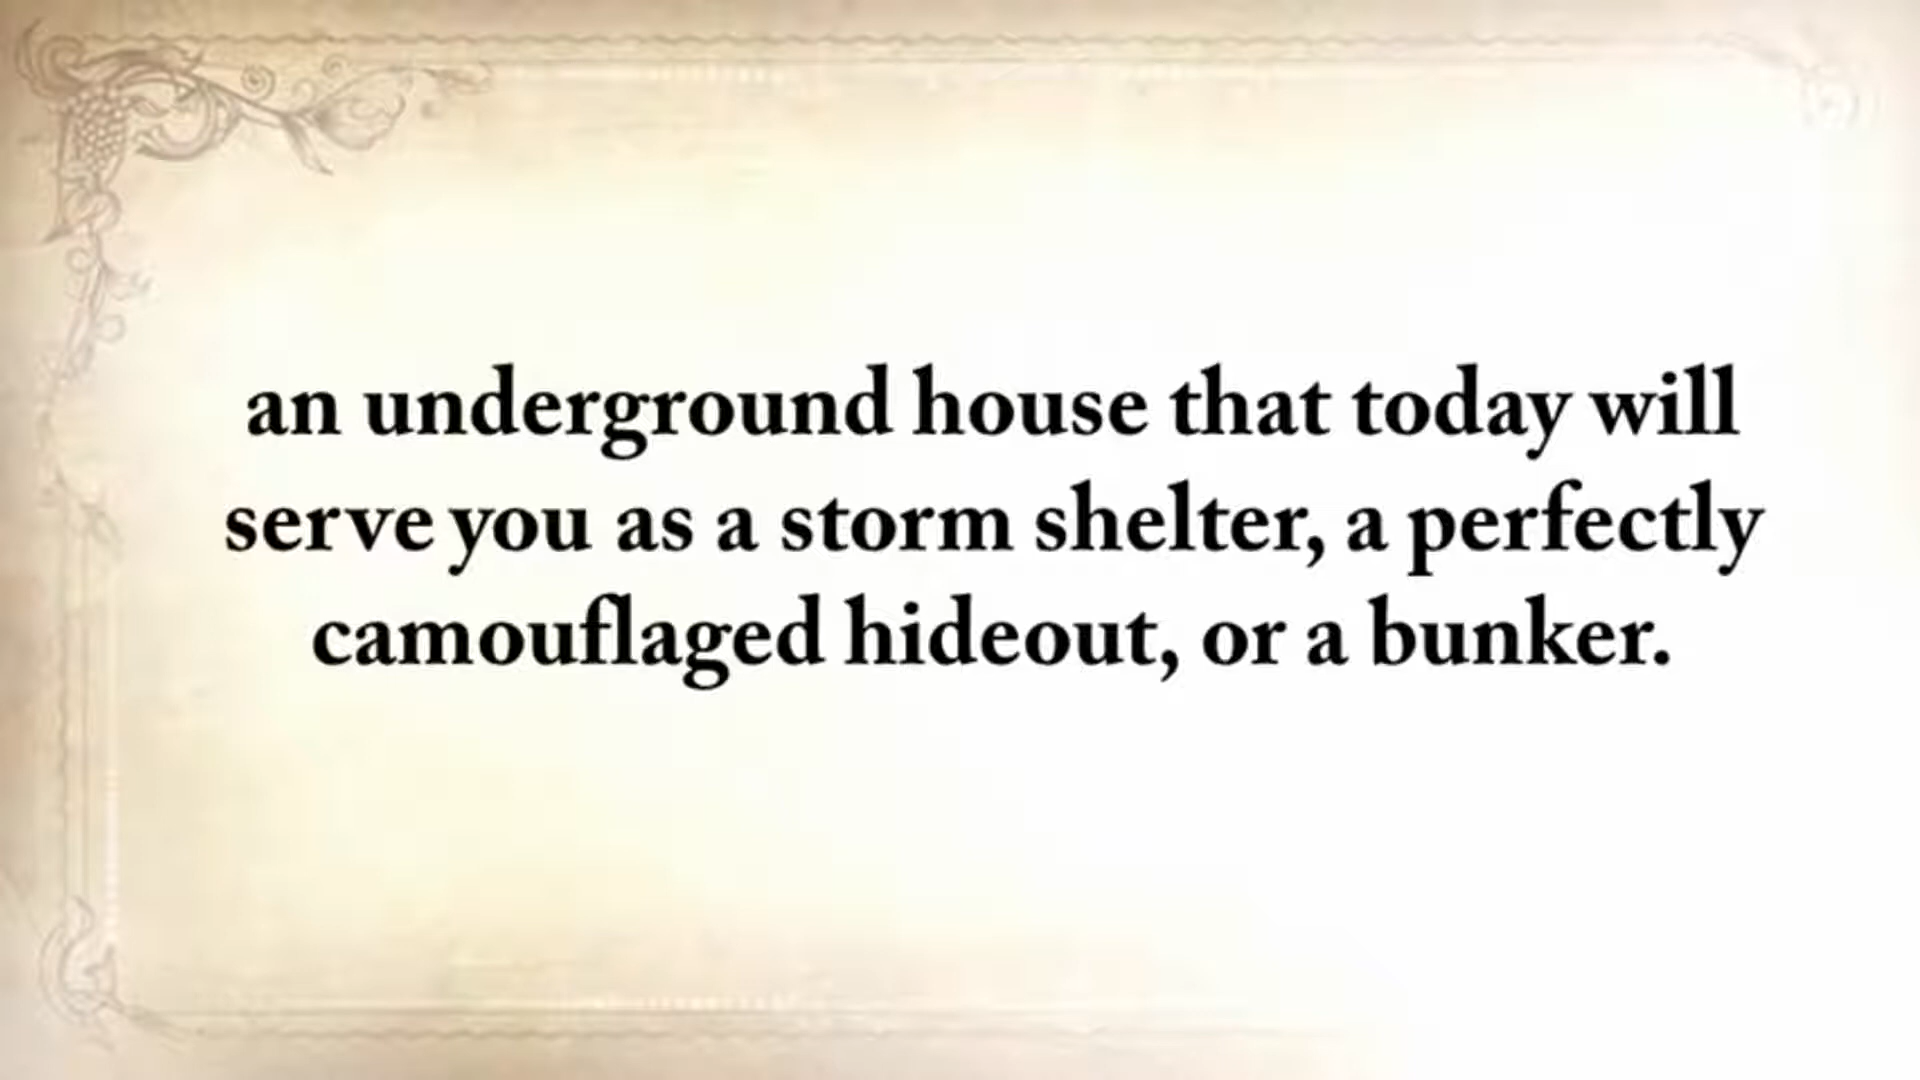 an underground house that today will
serve you as a storm shelter, a perfectly
camouflaged hideout, or a bunker.